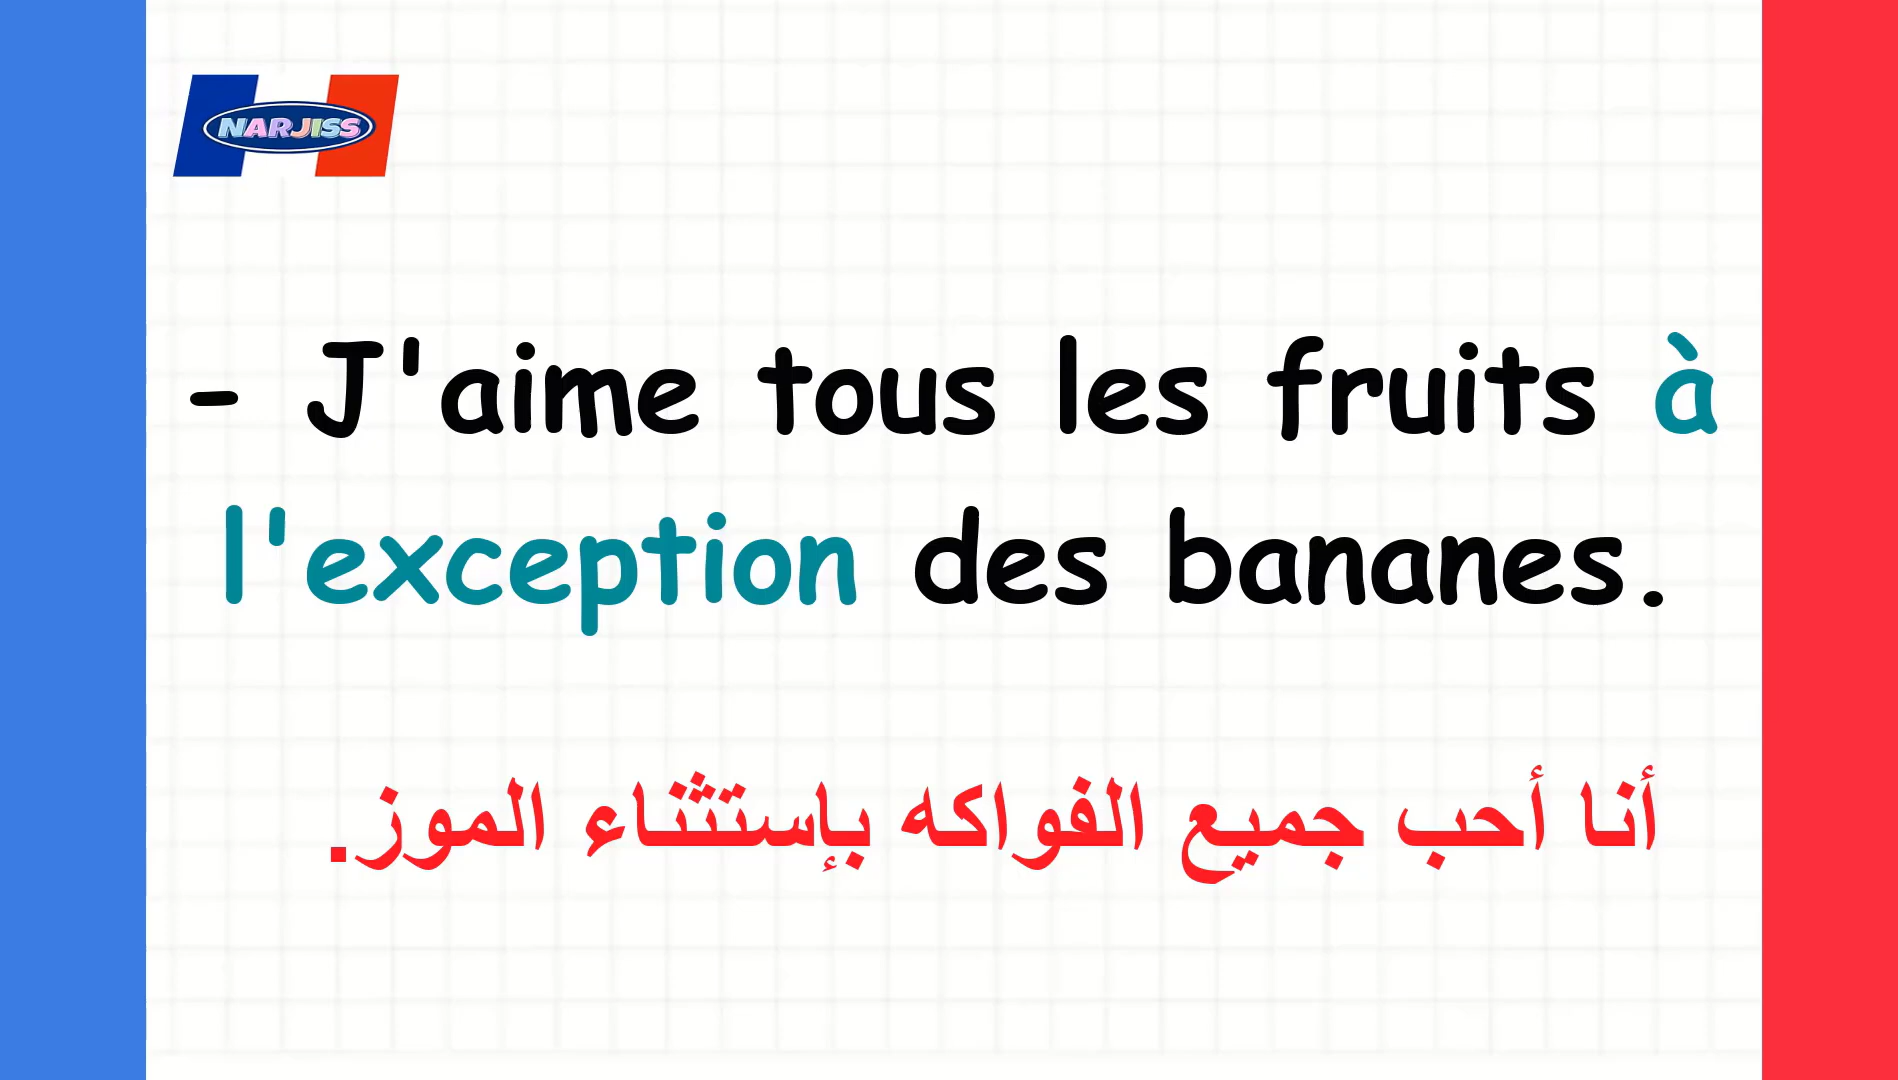 NARJISS
- J'aime tous les fruits à
l'exception des bananes.
أنا أحب جميع الفواكه بإستثناء الموز.